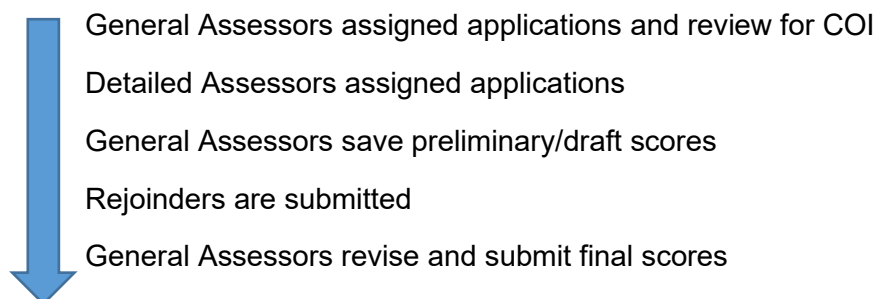 General Assessors assigned applications and review for COI
Detailed Assessors assigned applications
General Assessors save preliminary/draft scores
Rejoinders are submitted
General Assessors revise and submit final scores